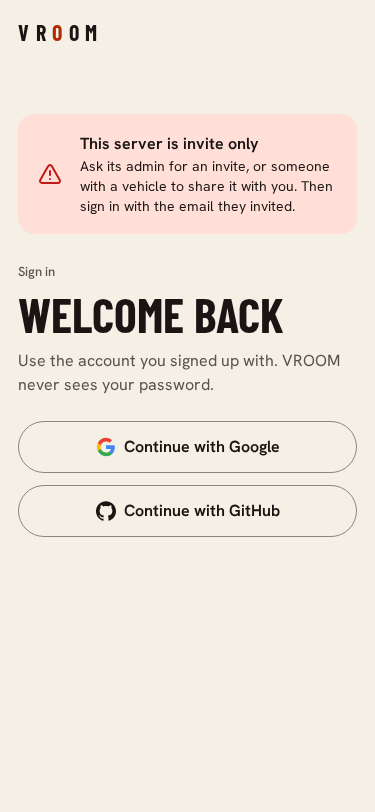 VROOM
This server is invite only
Ask its admin for an invite, or someone
with a vehicle to share it with you. Then
sign in with the email they invited.
Sign in
WELCOME BACK
Use the account you signed up with. VROOM
never sees your password.
Continue with Google
Continue with GitHub